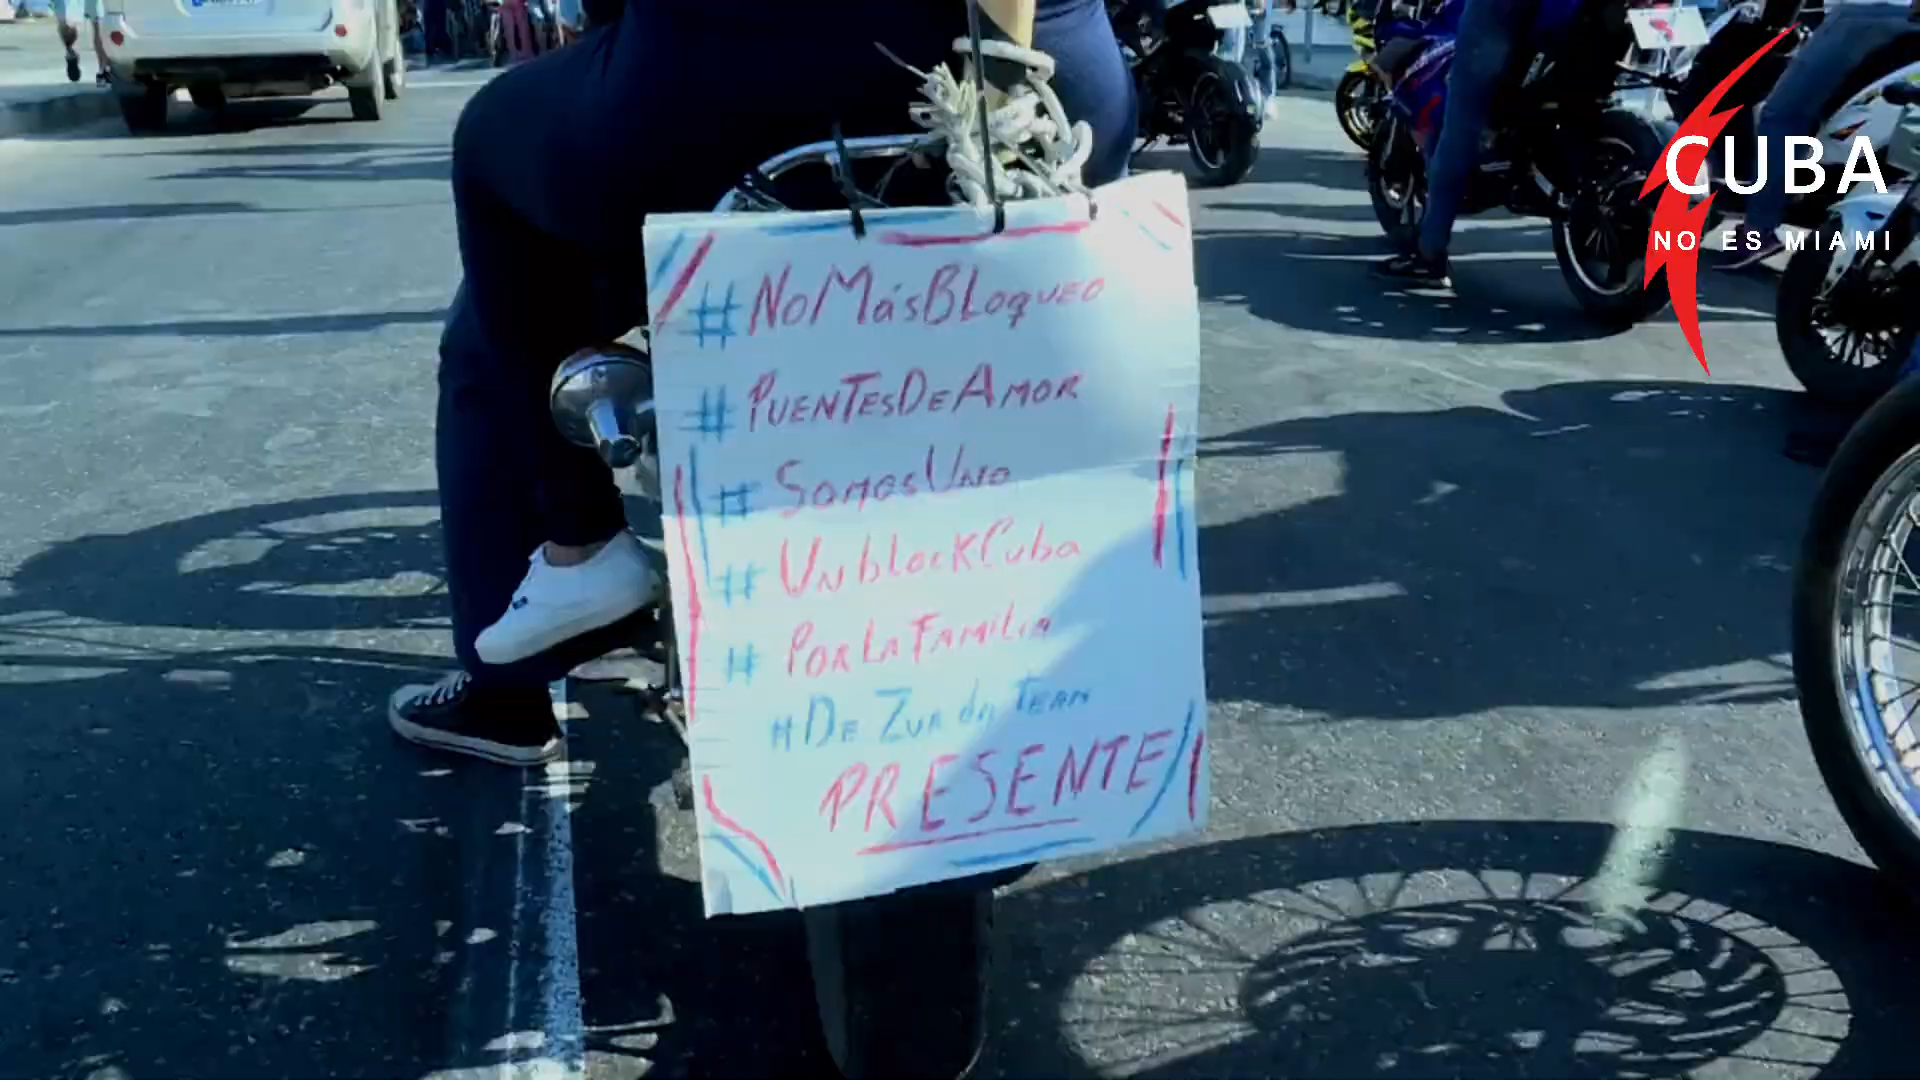 #NoMásBLoqueo
#PUENTEsDeAMOR
#SomosUno
#UnblockCuba
#PORLaFAMILIA
#De Zurda Team
PRESENTE
CUBA
NO ES MIAMI